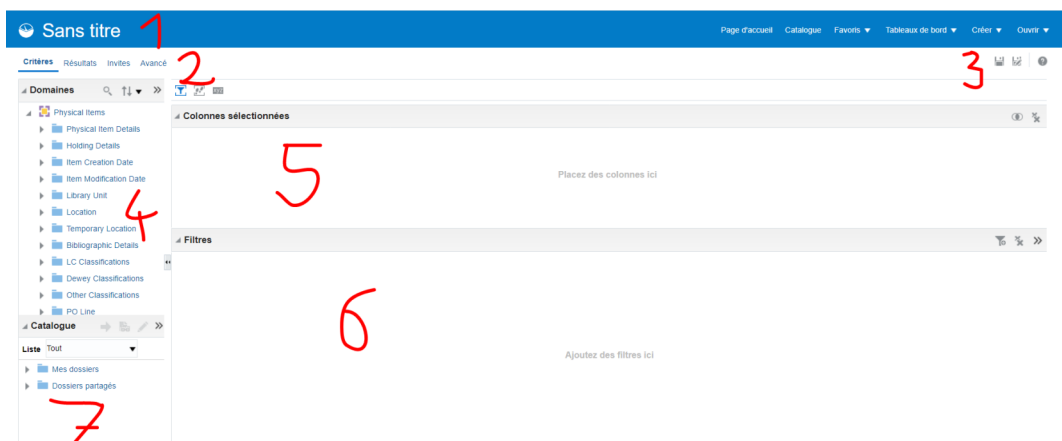 Sans titre 1 Page d'accueil Catalogue Favoris Tableaux de bord Créer Ouvrir
Critères Résultats Invites Avancé 2 3
Domaines
Physical Items
Physical Item Details
Holding Details
Item Creation Date
Item Modification Date
Library Unit
Location
Temporary Location
Bibliographic Details
LC Classifications
Dewey Classifications
Other Classifications
PO Line
4
Catalogue
Liste Tout
Mes dossiers
Dossiers partagés
7
Colonnes sélectionnées
5
Placez des colonnes ici
Filtres
6
Ajoutez des filtres ici